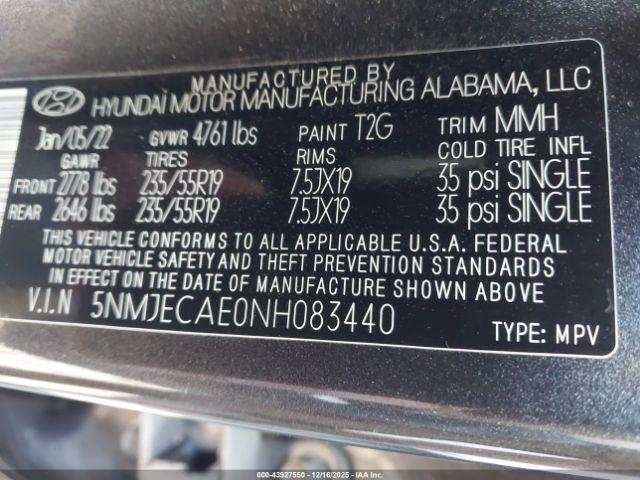 MANUFACTURED BY
HYUNDAI MOTOR MANUFACTURING ALABAMA, LLC
Jan/05/22 GVWR 4761 lbs PAINT T2G TRIM MMH
GAWR TIRES RIMS COLD TIRE INFL
FRONT 2778 lbs 235/55R19 7.5JX19 35 psi SINGLE
REAR 2646 lbs 235/55R19 7.5JX19 35 psi SINGLE
THIS VEHICLE CONFORMS TO ALL APPLICABLE U.S.A. FEDERAL
MOTOR VEHICLE SAFETY AND THEFT PREVENTION STANDARDS
IN EFFECT ON THE DATE OF MANUFACTURE SHOWN ABOVE
V.I.N 5NMJECAE0NH083440
TYPE: MPV
000-43927550 - 12/16/2025 - IAAI.COM